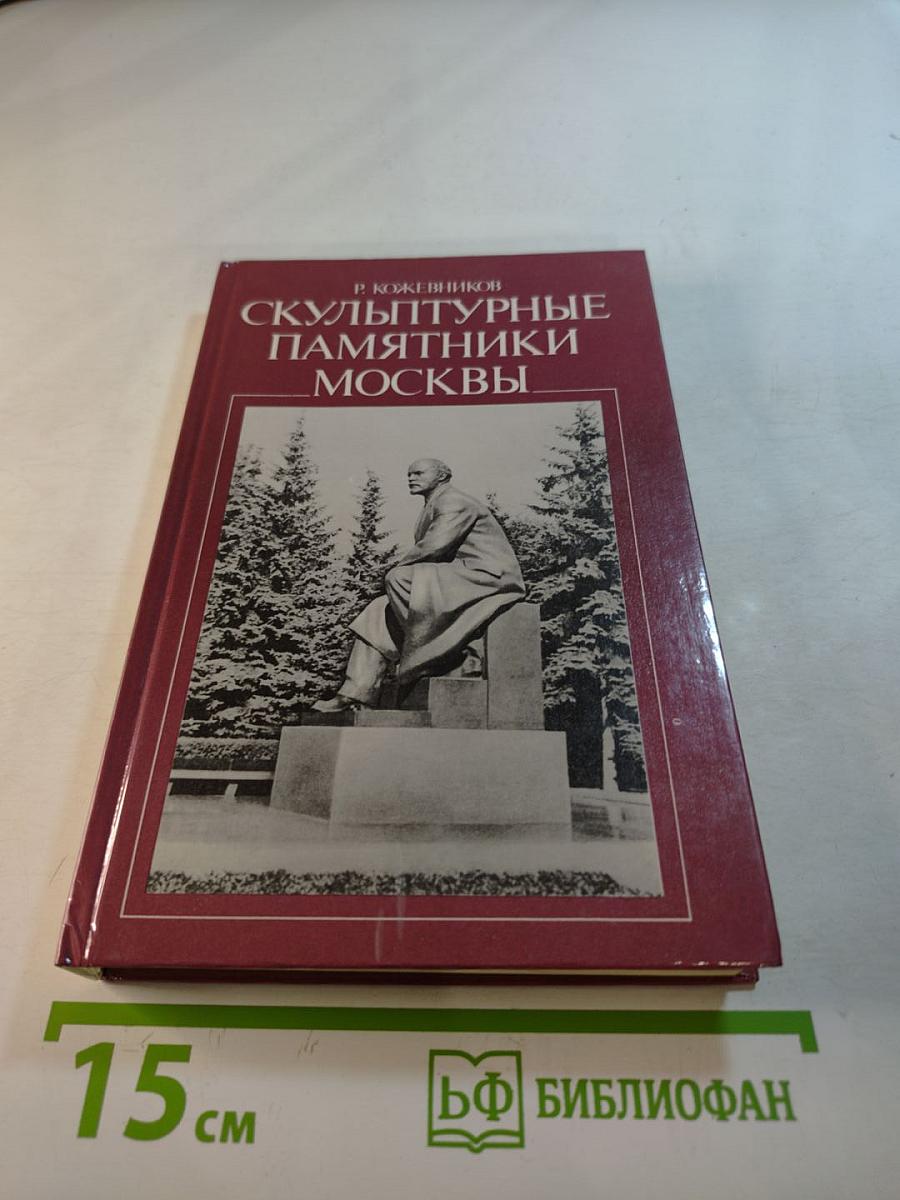 Р. КОЖЕВНИКОВ
СКУЛЬПТУРНЫЕ
ПАМЯТНИКИ
МОСКВЫ
15 см
ЬФ БИБЛИОФАН